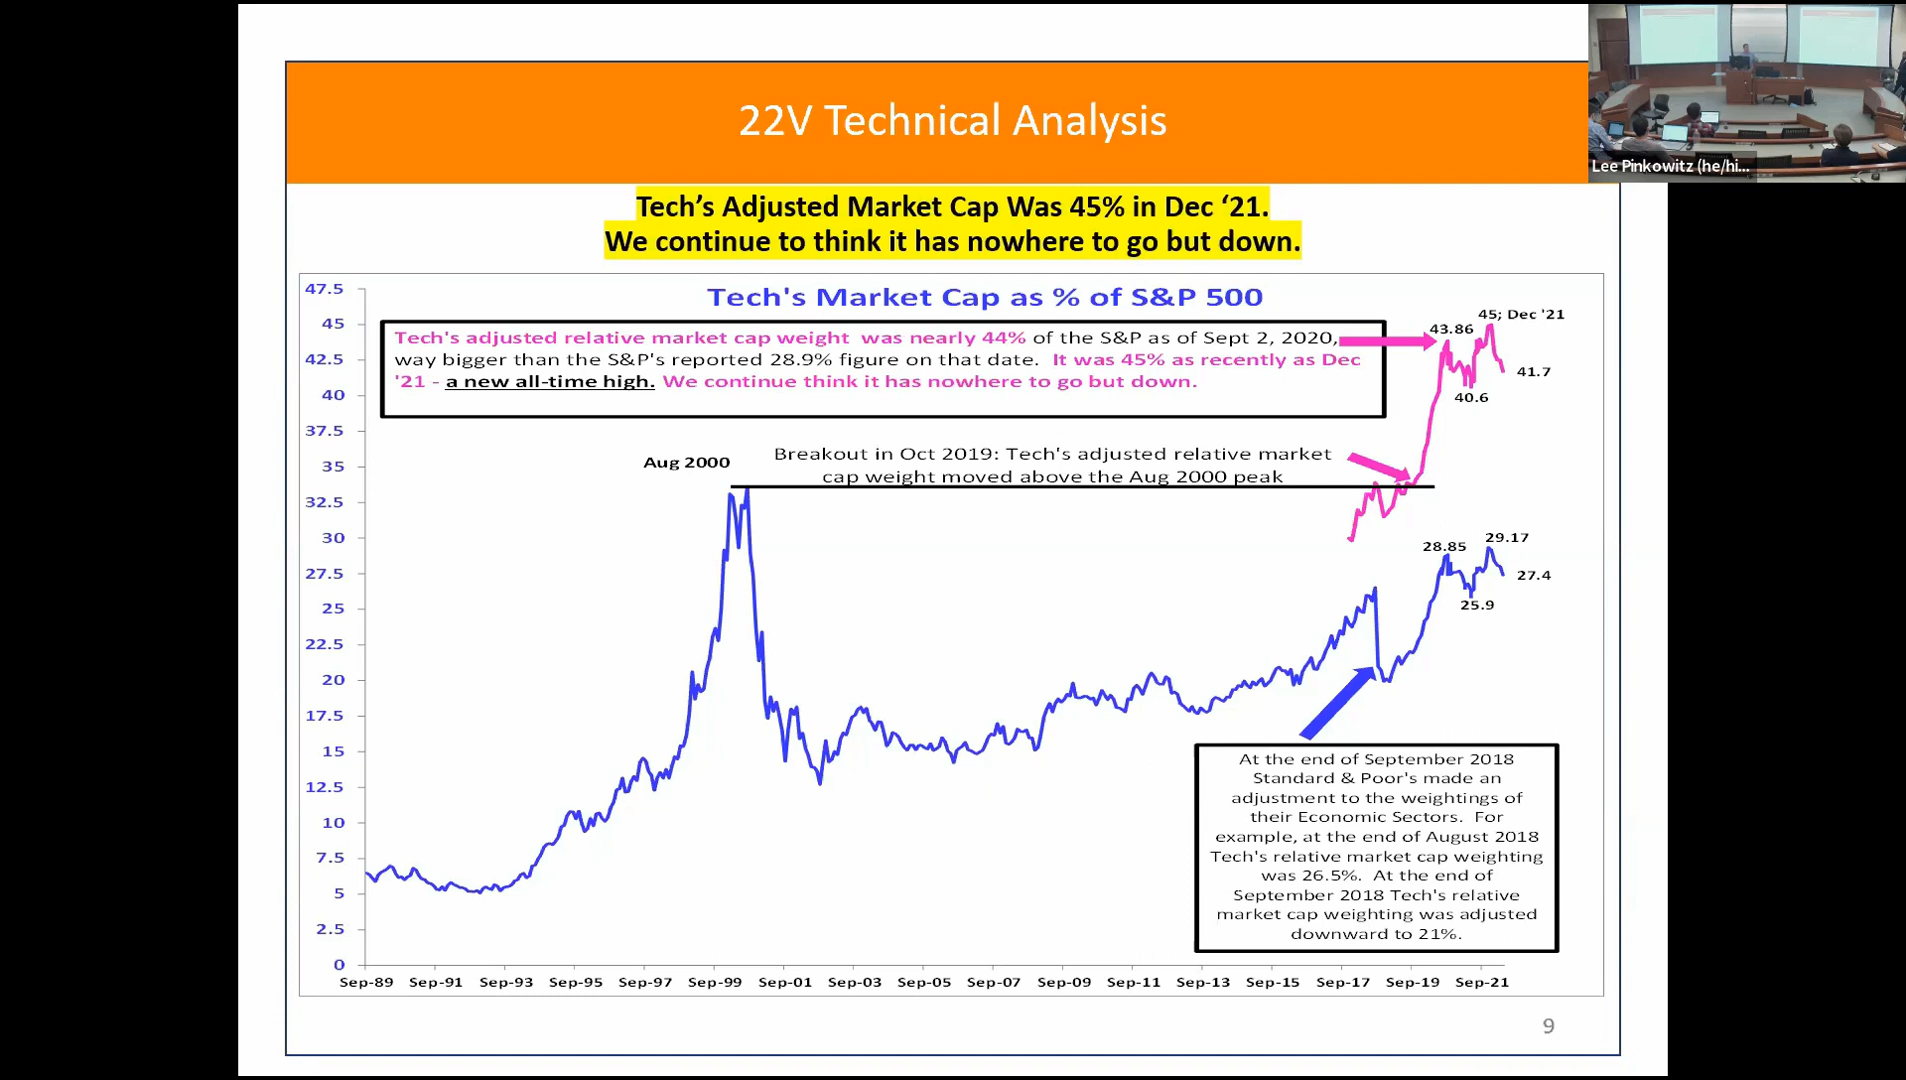 22V Technical Analysis
Lee Pinkowitz (he/hi...
Tech’s Adjusted Market Cap Was 45% in Dec ‘21.
We continue to think it has nowhere to go but down.
Tech's Market Cap as % of S&P 500
Tech's adjusted relative market cap weight was nearly 44% of the S&P as of Sept 2, 2020,
way bigger than the S&P's reported 28.9% figure on that date. It was 45% as recently as Dec
'21 - a new all-time high. We continue think it has nowhere to go but down.
47.5
45
42.5
40
37.5
35
32.5
30
27.5
25
22.5
20
17.5
15
12.5
10
7.5
5
2.5
0
45; Dec '21
43.86
41.7
40.6
Aug 2000
Breakout in Oct 2019: Tech's adjusted relative market
cap weight moved above the Aug 2000 peak
29.17
28.85
27.4
25.9
At the end of September 2018
Standard & Poor's made an
adjustment to the weightings of
their Economic Sectors. For
example, at the end of August 2018
Tech's relative market cap weighting
was 26.5%. At the end of
September 2018 Tech's relative
market cap weighting was adjusted
downward to 21%.
Sep-89 Sep-91 Sep-93 Sep-95 Sep-97 Sep-99 Sep-01 Sep-03 Sep-05 Sep-07 Sep-09 Sep-11 Sep-13 Sep-15 Sep-17 Sep-19 Sep-21
9